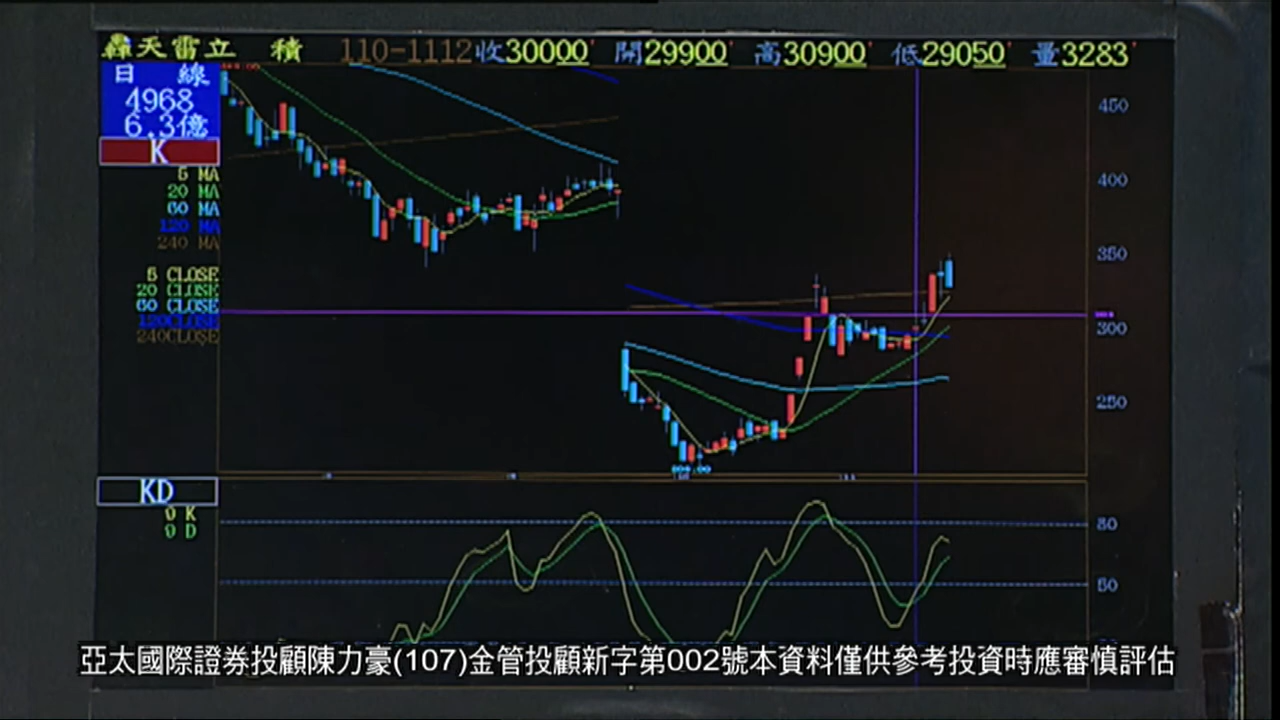 轟天雷立 積 110-1112 收30000 開29900 高30900 低29050 量3283
日 線
4968
6.3億
K
5 MA
20 MA
60 MA
120 MA
240 MA
5 CLOSE
20 CLOSE
60 CLOSE
120CLOSE
240CLOSE
450
400
350
300
250
KD
9 K
9 D
80
50
亞太國際證券投顧陳力豪(107)金管投顧新字第002號本資料僅供參考投資時應審慎評估